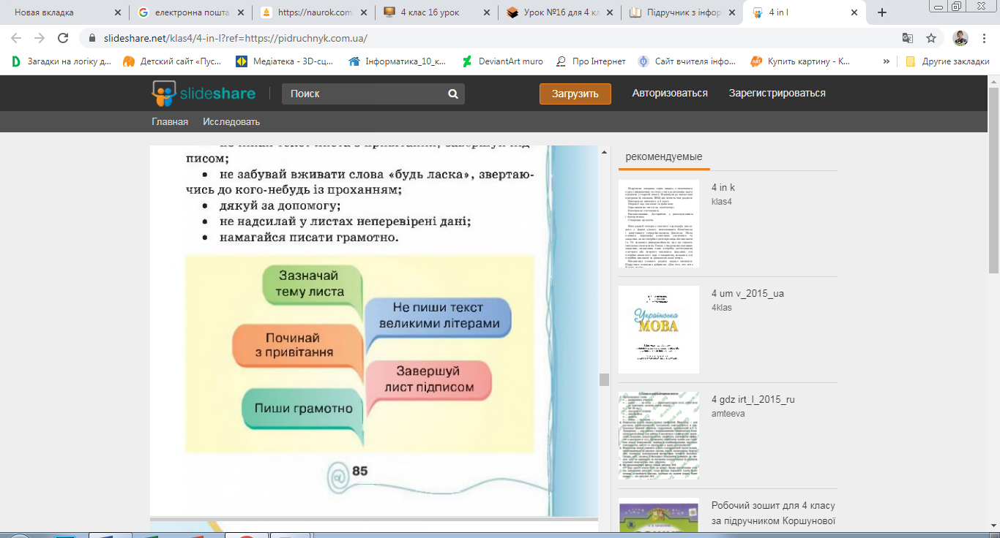 Новая вкладка
електронна пошта
https://naurok.com.
4 клас 16 урок
Урок №16 для 4 кл
Підручник з інфор
4 in l
slideshare.net/klas4/4-in-l?ref=https://pidruchnyk.com.ua/
Загадки на логіку д...
Детский сайт «Пус...
Медіатека - 3D-сц...
Інформатика_10_к...
DeviantArt muro
Про Інтернет
Сайт вчителя інфо...
Купить картину - К...
»
Другие закладки
slideshare
Поиск
Загрузить
Авторизоваться
Зарегистрироваться
Главная
Исследовать
писом;
• не забувай вживати слова «будь ласка», звертаю-
чись до кого-небудь із проханням;
• дякуй за допомогу;
• не надсилай у листах неперевірені дані;
• намагайся писати грамотно.
Зазначай
тему листа
Не пиши текст
великими літерами
Починай
з привітання
Завершуй
лист підписом
Пиши грамотно
85
рекомендуемые
4 in k
klas4
4 um v_2015_ua
4klas
Українська
МОВА
4 gdz irt_l_2015_ru
amteeva
Робочий зошит для 4 класу
за підручником Коршунової